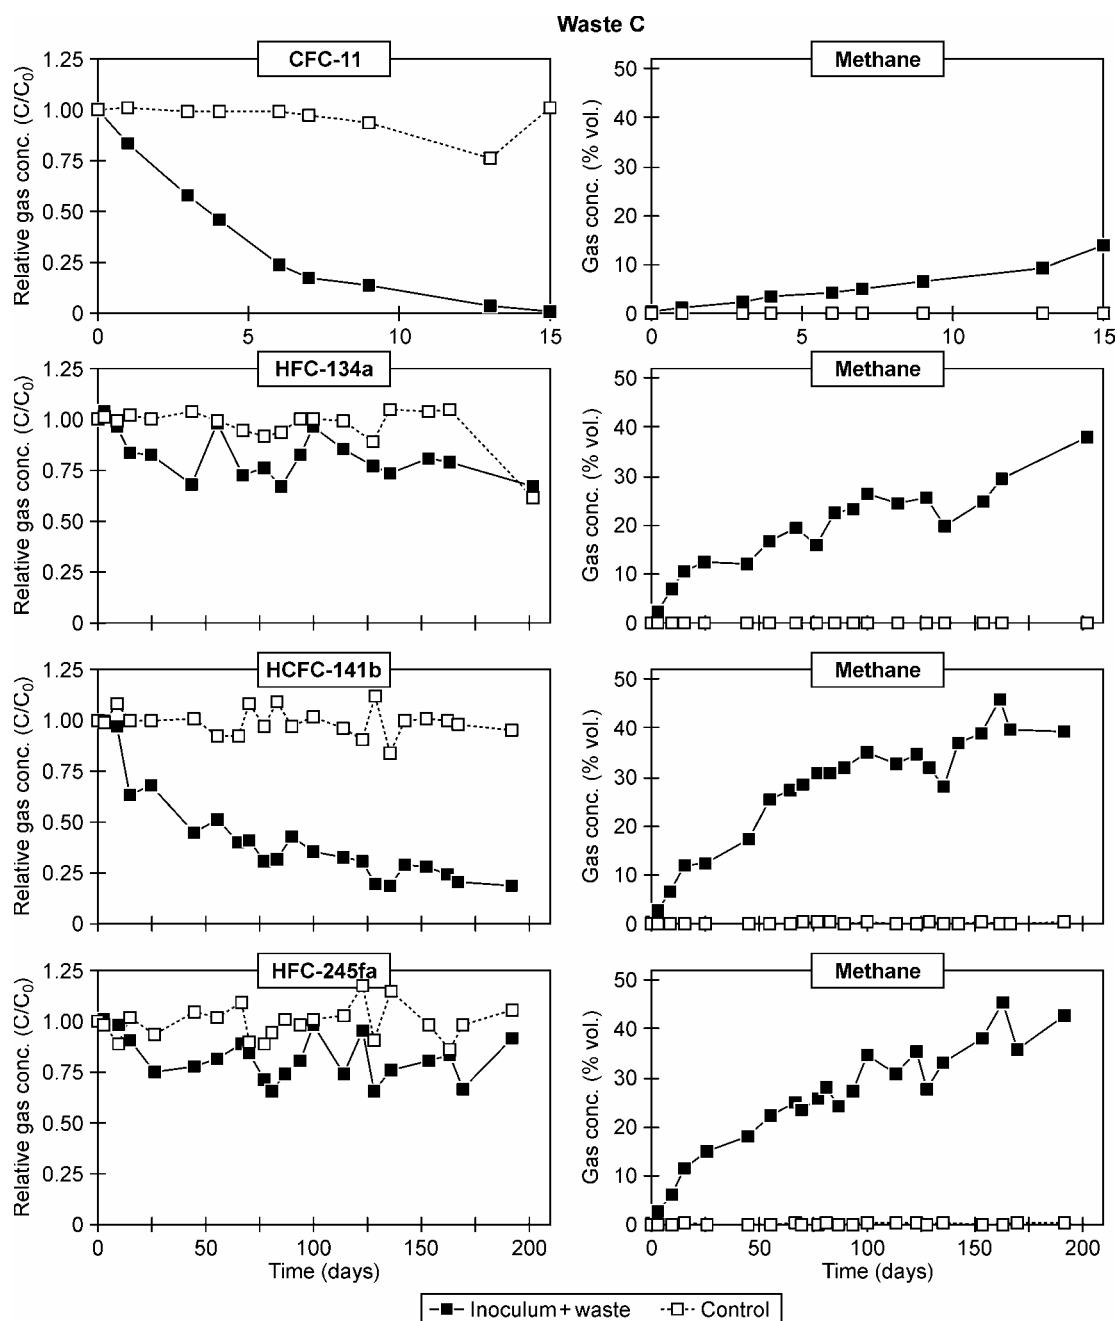 Waste C
CFC-11
Methane
Relative gas conc. (C/C₀)
1.25
1.00
0.75
0.50
0.25
0
0 5 10 15
Gas conc. (% vol.)
50
40
30
20
10
0
0 5 10 15
HFC-134a
Methane
Relative gas conc. (C/C₀)
1.25
1.00
0.75
0.50
0.25
0
Gas conc. (% vol.)
50
40
30
20
10
0
HCFC-141b
Methane
Relative gas conc. (C/C₀)
1.25
1.00
0.75
0.50
0.25
0
Gas conc. (% vol.)
50
40
30
20
10
0
HFC-245fa
Methane
Relative gas conc. (C/C₀)
1.25
1.00
0.75
0.50
0.25
0
0 50 100 150 200
Time (days)
Gas conc. (% vol.)
50
40
30
20
10
0
0 50 100 150 200
Time (days)
Inoculum + waste Control